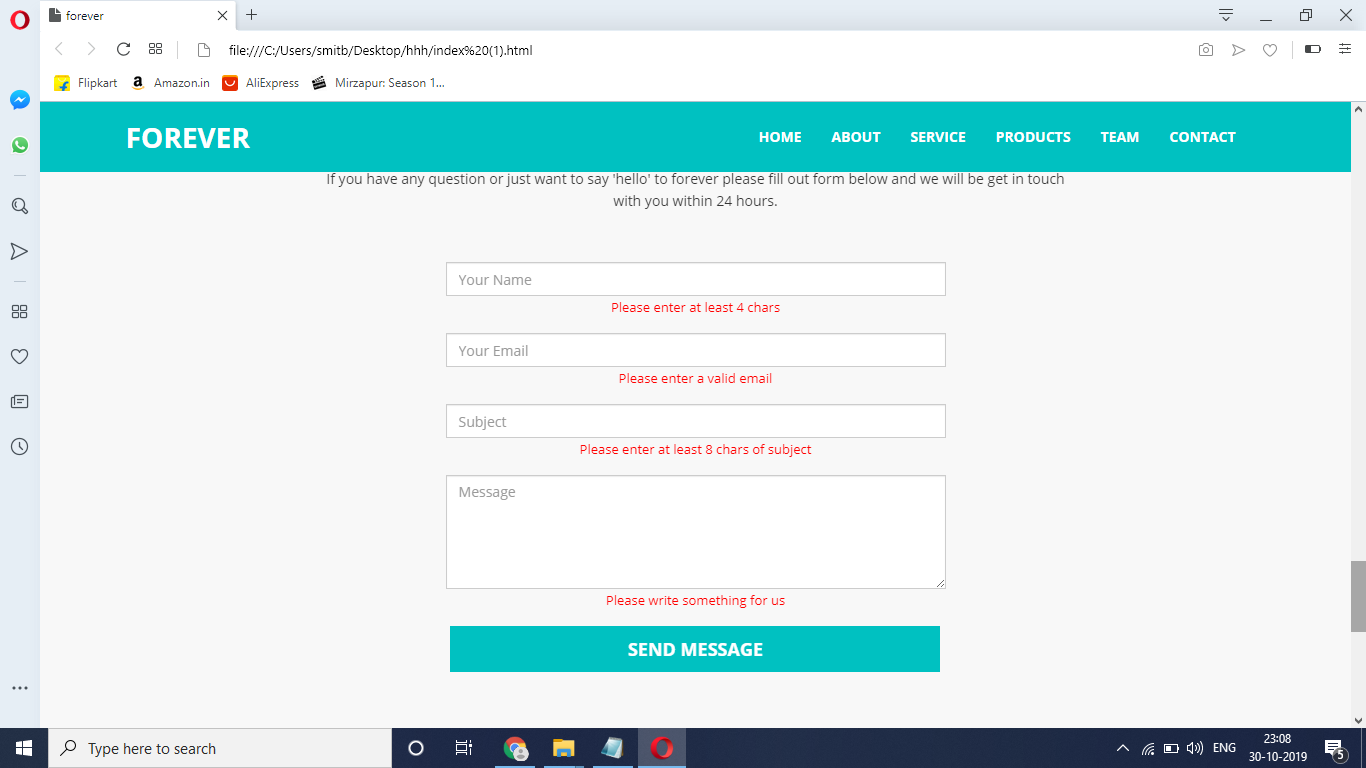 forever
file:///C:/Users/smitb/Desktop/hhh/index%20(1).html
Flipkart
Amazon.in
AliExpress
Mirzapur: Season 1...
FOREVER
HOME
ABOUT
SERVICE
PRODUCTS
TEAM
CONTACT
If you have any question or just want to say 'hello' to forever please fill out form below and we will be get in touch
with you within 24 hours.
Your Name
Please enter at least 4 chars
Your Email
Please enter a valid email
Subject
Please enter at least 8 chars of subject
Message
Please write something for us
SEND MESSAGE
Type here to search
ENG
23:08
30-10-2019
5